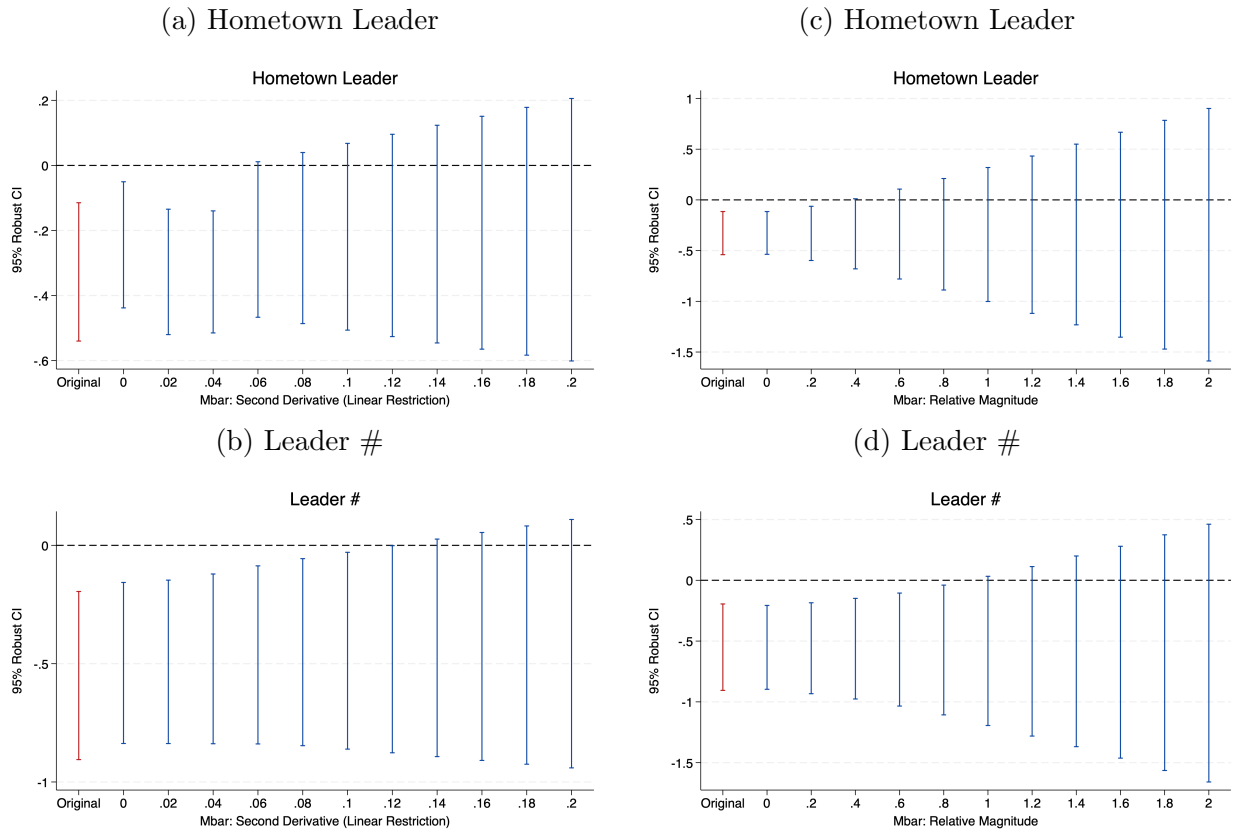 (a) Hometown Leader
Hometown Leader
.2
0
-.2
-.4
-.6
95% Robust CI
Original 0 .02 .04 .06 .08 .1 .12 .14 .16 .18 .2
Mbar: Second Derivative (Linear Restriction)
(c) Hometown Leader
Hometown Leader
1
.5
0
-.5
-1
-1.5
95% Robust CI
Original 0 .2 .4 .6 .8 1 1.2 1.4 1.6 1.8 2
Mbar: Relative Magnitude
(b) Leader #
Leader #
0
-.5
-1
95% Robust CI
Original 0 .02 .04 .06 .08 .1 .12 .14 .16 .18 .2
Mbar: Second Derivative (Linear Restriction)
(d) Leader #
Leader #
.5
0
-.5
-1
-1.5
95% Robust CI
Original 0 .2 .4 .6 .8 1 1.2 1.4 1.6 1.8 2
Mbar: Relative Magnitude